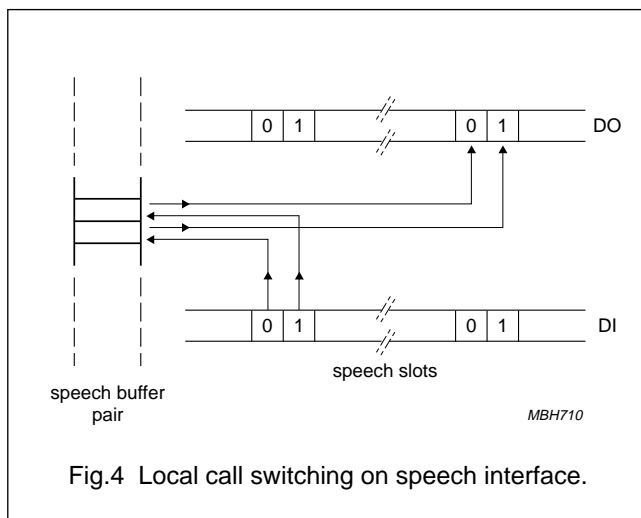 0 1 0 1 DO
0 1 0 1 DI
speech slots
speech buffer
pair
MBH710
Fig.4 Local call switching on speech interface.